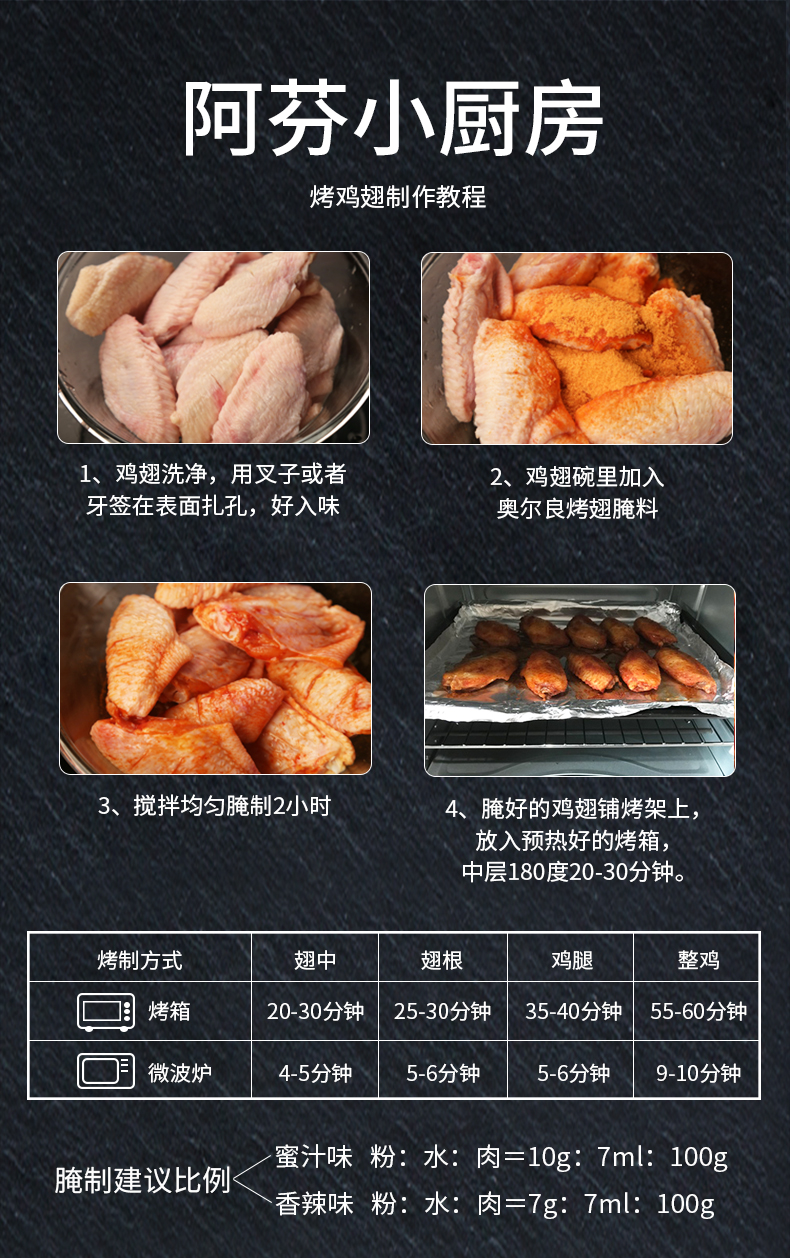 阿芬小厨房
烤鸡翅制作教程
1、鸡翅洗净，用叉子或者
牙签在表面扎孔，好入味
2、鸡翅碗里加入
奥尔良烤翅腌料
3、搅拌均匀腌制2小时
4、腌好的鸡翅铺烤架上，
放入预热好的烤箱，
中层180度20-30分钟。
烤制方式 翅中 翅根 鸡腿 整鸡
烤箱 20-30分钟 25-30分钟 35-40分钟 55-60分钟
微波炉 4-5分钟 5-6分钟 5-6分钟 9-10分钟
腌制建议比例
蜜汁味 粉：水：肉＝10g：7ml：100g
香辣味 粉：水：肉＝7g：7ml：100g